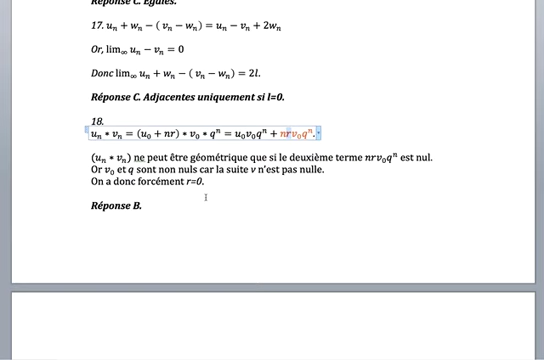 Réponse C. Egales.
17. uₙ + wₙ − ( vₙ − wₙ) = uₙ − vₙ + 2wₙ
Or, lim∞ uₙ − vₙ = 0
Donc lim∞ uₙ + wₙ − ( vₙ − wₙ) = 2l.
Réponse C. Adjacentes uniquement si l=0.
18.
uₙ * vₙ = (u₀ + nr) * v₀ * qⁿ = u₀v₀qⁿ + nrv₀qⁿ.
(uₙ * vₙ) ne peut être géométrique que si le deuxième terme nrv₀qⁿ est nul.
Or v₀ et q sont non nuls car la suite v n'est pas nulle.
On a donc forcément r=0.
Réponse B.